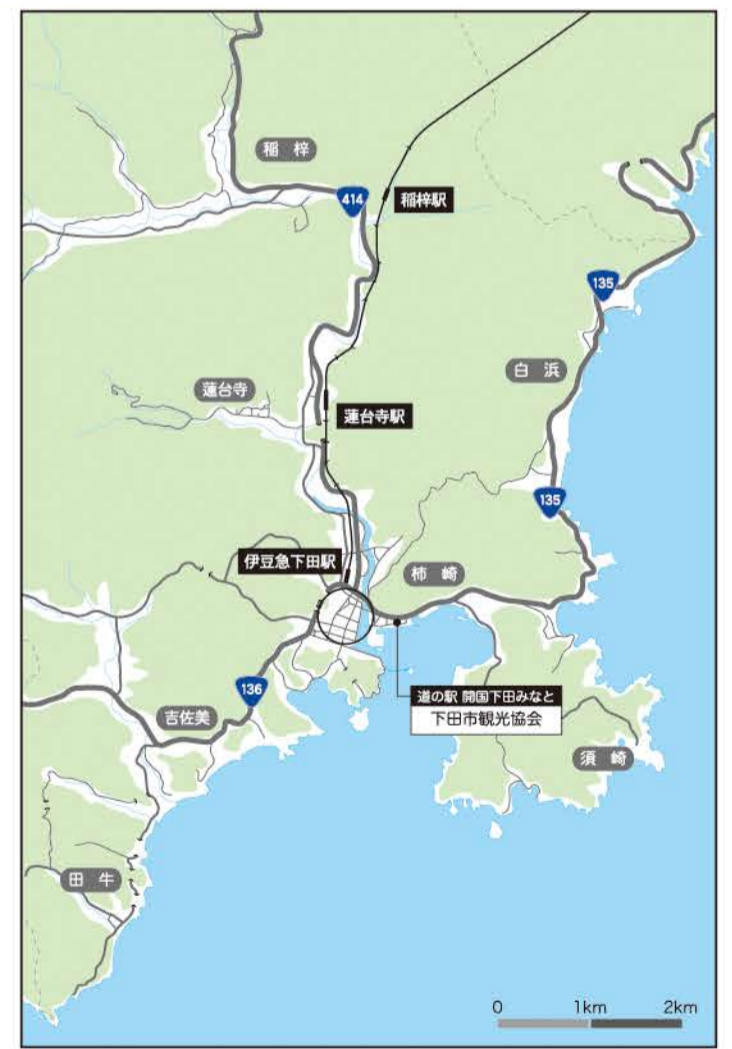 稲梓
414
稲梓駅
135
白浜
蓮台寺
蓮台寺駅
135
伊豆急下田駅
柿崎
136
吉佐美
道の駅 開国下田みなと
下田市観光協会
須崎
田牛
0 1km 2km